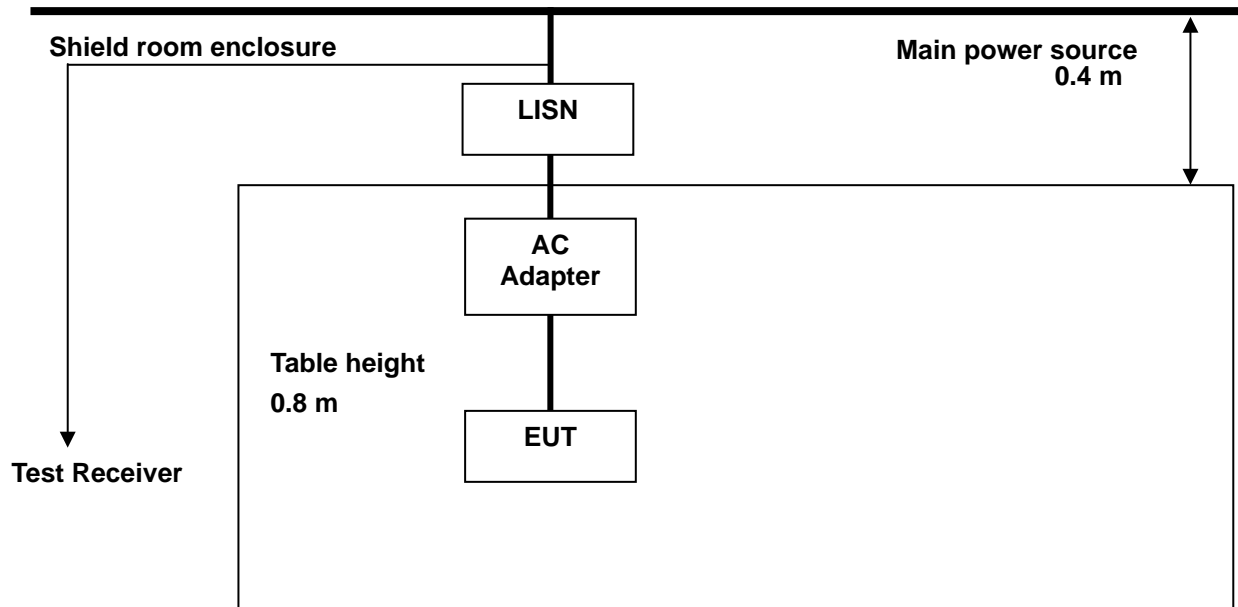 Shield room enclosure
Main power source
0.4 m
LISN
AC
Adapter
Table height
0.8 m
EUT
Test Receiver